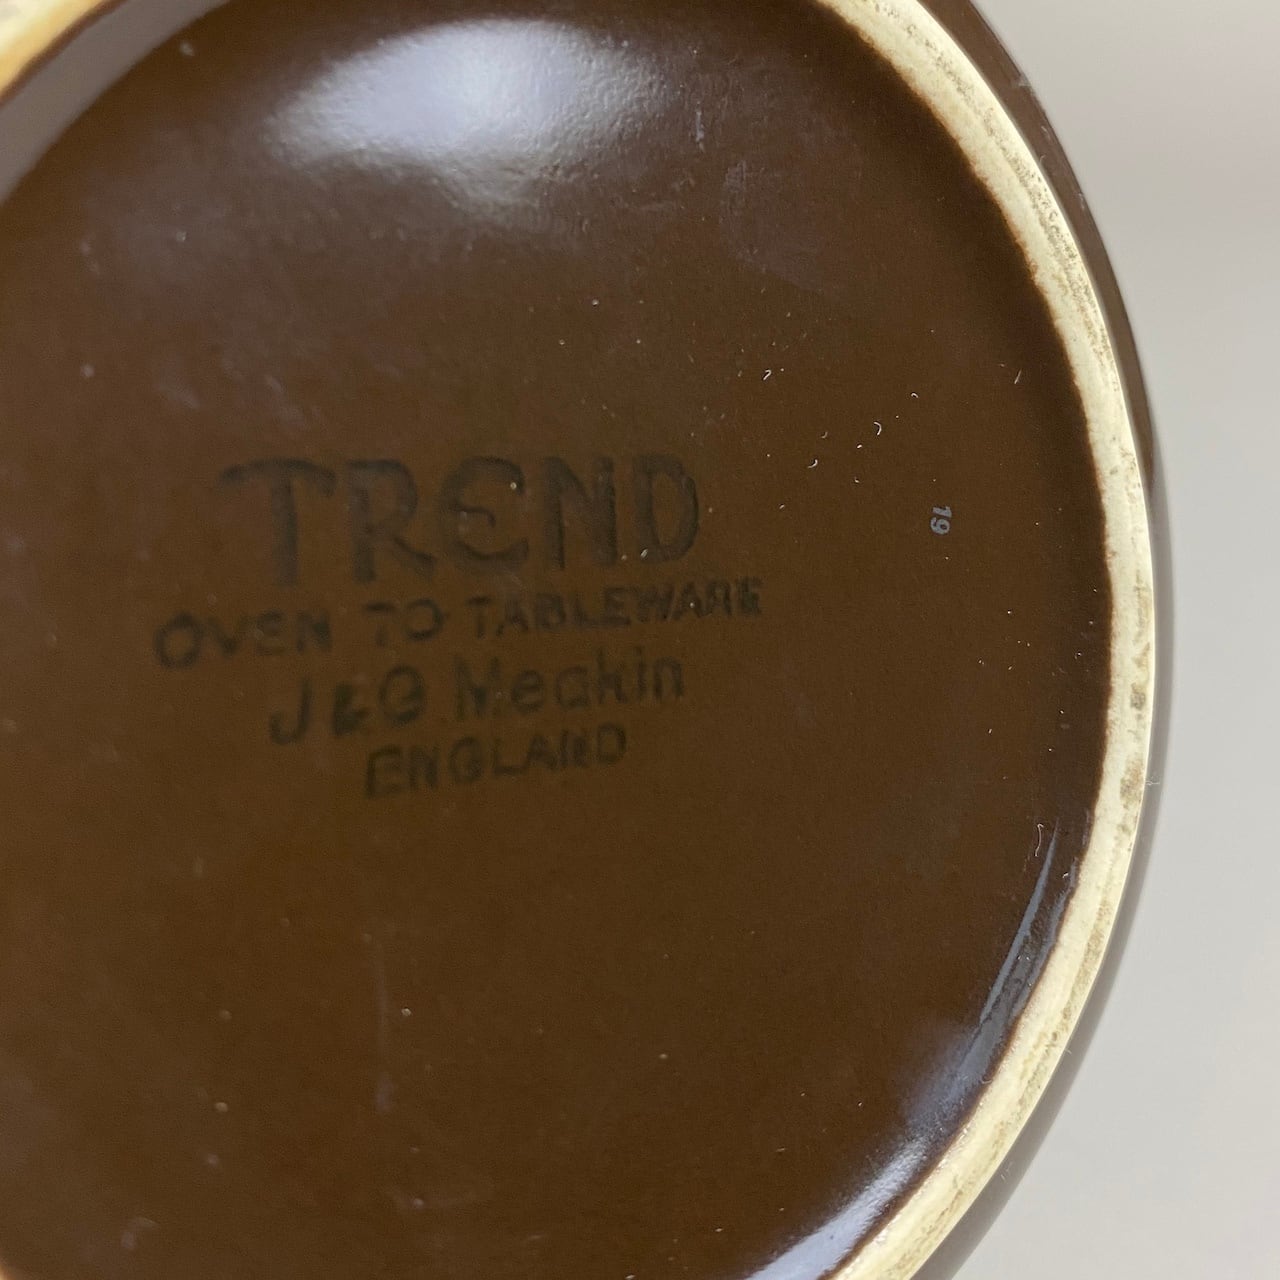 TREND
OVEN TO TABLEWARE
J & G Meakin
ENGLAND
19